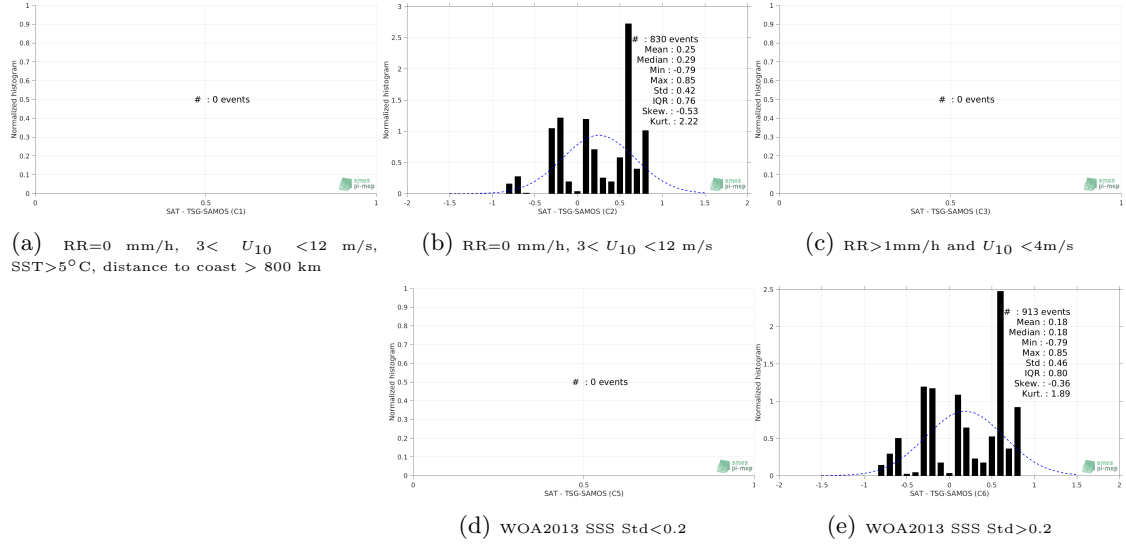 1
0.9
0.8
0.7
0.6
0.5
0.4
0.3
0.2
0.1
0
Normalized histogram
# : 0 events
smos
pi-mep
0 0.5 1
SAT - TSG-SAMOS (C1)
(a) RR=0 mm/h, 3< U10 <12 m/s,
SST>5°C, distance to coast > 800 km
3
2.5
2
1.5
1
0.5
0
Normalized histogram
# : 830 events
Mean : 0.25
Median : 0.29
Min : -0.79
Max : 0.85
Std : 0.42
IQR : 0.76
Skew. : -0.53
Kurt. : 2.22
smos
pi-mep
-2 -1.5 -1 -0.5 0 0.5 1 1.5 2
SAT - TSG-SAMOS (C2)
(b) RR=0 mm/h, 3< U10 <12 m/s
1
0.9
0.8
0.7
0.6
0.5
0.4
0.3
0.2
0.1
0
Normalized histogram
# : 0 events
smos
pi-mep
0 0.5 1
SAT - TSG-SAMOS (C3)
(c) RR>1mm/h and U10 <4m/s
1
0.9
0.8
0.7
0.6
0.5
0.4
0.3
0.2
0.1
0
Normalized histogram
# : 0 events
smos
pi-mep
0 0.5 1
SAT - TSG-SAMOS (C5)
(d) WOA2013 SSS Std<0.2
2.5
2
1.5
1
0.5
0
Normalized histogram
# : 913 events
Mean : 0.18
Median : 0.18
Min : -0.79
Max : 0.85
Std : 0.46
IQR : 0.80
Skew. : -0.36
Kurt. : 1.89
smos
pi-mep
-2 -1.5 -1 -0.5 0 0.5 1 1.5 2
SAT - TSG-SAMOS (C6)
(e) WOA2013 SSS Std>0.2